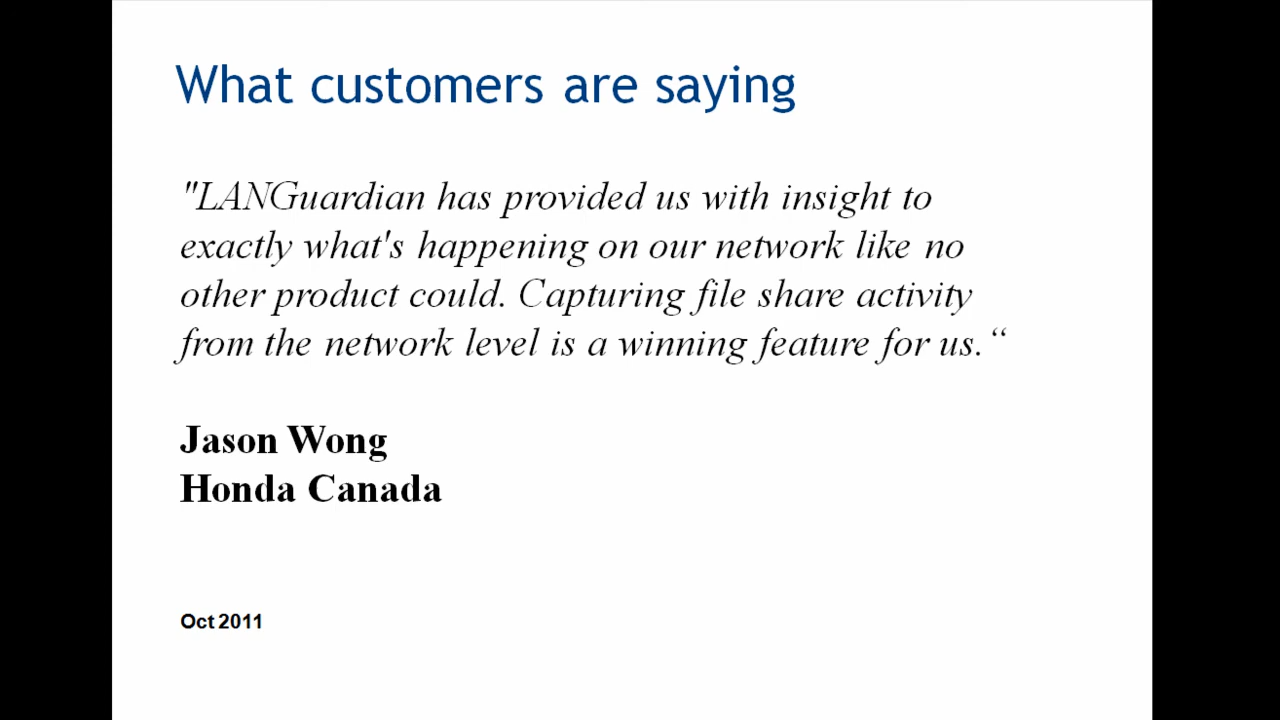 What customers are saying
"LANGuardian has provided us with insight to
exactly what's happening on our network like no
other product could. Capturing file share activity
from the network level is a winning feature for us.“
Jason Wong
Honda Canada
Oct 2011